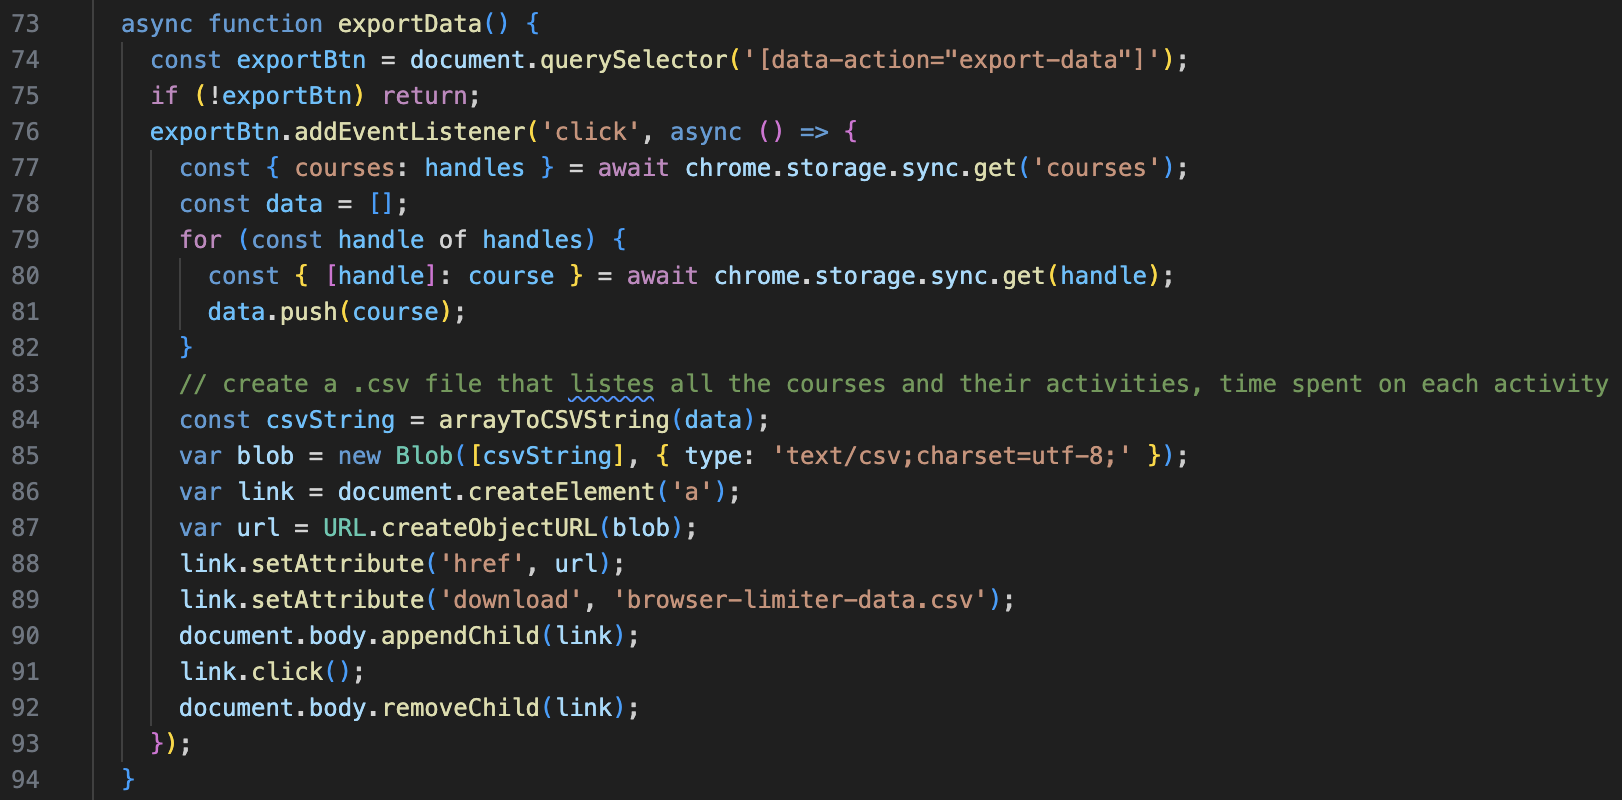 73 async function exportData() {
74 const exportBtn = document.querySelector('[data-action="export-data"]');
75 if (!exportBtn) return;
76 exportBtn.addEventListener('click', async () => {
77 const { courses: handles } = await chrome.storage.sync.get('courses');
78 const data = [];
79 for (const handle of handles) {
80 const { [handle]: course } = await chrome.storage.sync.get(handle);
81 data.push(course);
82 }
83 // create a .csv file that listes all the courses and their activities, time spent on each activity
84 const csvString = arrayToCSVString(data);
85 var blob = new Blob([csvString], { type: 'text/csv;charset=utf-8;' });
86 var link = document.createElement('a');
87 var url = URL.createObjectURL(blob);
88 link.setAttribute('href', url);
89 link.setAttribute('download', 'browser-limiter-data.csv');
90 document.body.appendChild(link);
91 link.click();
92 document.body.removeChild(link);
93 });
94 }